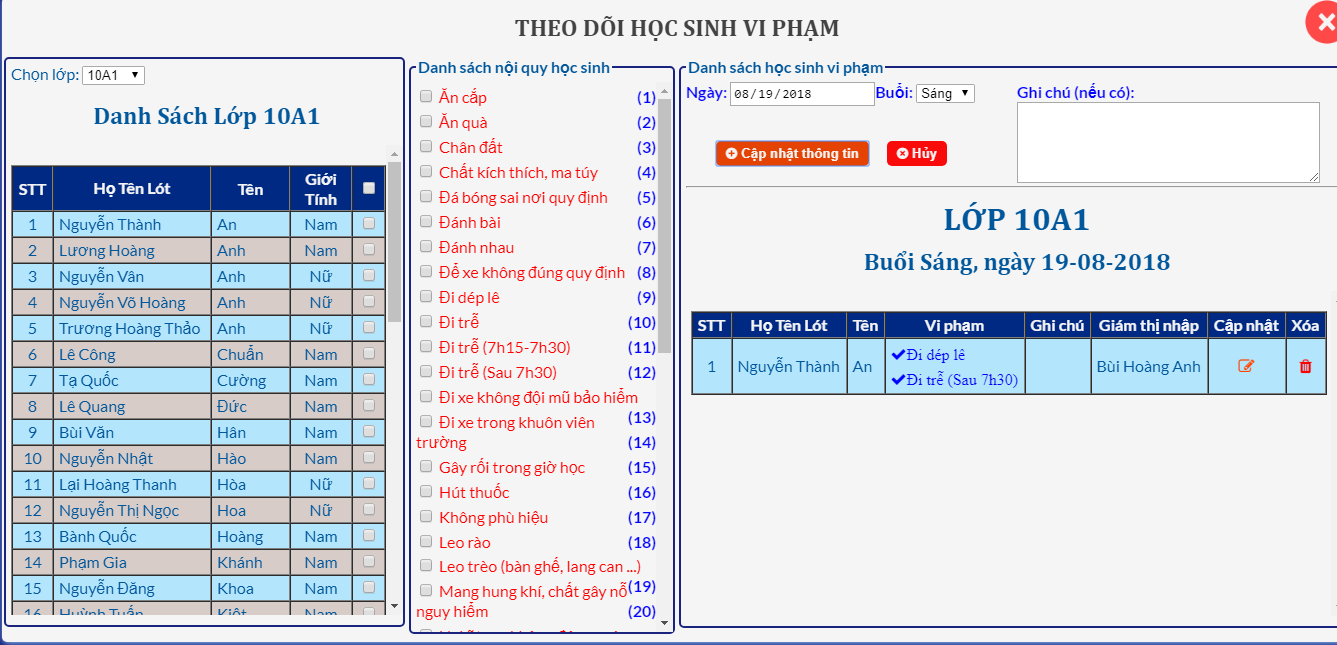 THEO DÕI HỌC SINH VI PHẠM
Chọn lớp: 10A1
Danh Sách Lớp 10A1
STT Họ Tên Lót Tên Giới Tính
1 Nguyễn Thành An Nam
2 Lương Hoàng Anh Nam
3 Nguyễn Vân Anh Nữ
4 Nguyễn Võ Hoàng Anh Nữ
5 Trương Hoàng Thảo Anh Nữ
6 Lê Công Chuẩn Nam
7 Tạ Quốc Cường Nam
8 Lê Quang Đức Nam
9 Bùi Văn Hân Nam
10 Nguyễn Nhật Hào Nam
11 Lại Hoàng Thanh Hòa Nữ
12 Nguyễn Thị Ngọc Hoa Nữ
13 Bành Quốc Hoàng Nam
14 Phạm Gia Khánh Nam
15 Nguyễn Đăng Khoa Nam
16 Huỳnh Tuấn Kiệt Nam
Danh sách nội quy học sinh
Ăn cắp (1)
Ăn quà (2)
Chân đất (3)
Chất kích thích, ma túy (4)
Đá bóng sai nơi quy định (5)
Đánh bài (6)
Đánh nhau (7)
Để xe không đúng quy định (8)
Đi dép lê (9)
Đi trễ (10)
Đi trễ (7h15-7h30) (11)
Đi trễ (Sau 7h30) (12)
Đi xe không đội mũ bảo hiểm
(13)
Đi xe trong khuôn viên
trường (14)
Gây rối trong giờ học (15)
Hút thuốc (16)
Không phù hiệu (17)
Leo rào (18)
Leo trèo (bàn ghế, lang can ...)
(19)
Mang hung khí, chất gây nổ
nguy hiểm (20)
Danh sách học sinh vi phạm
Ngày: 08/19/2018 Buổi: Sáng Ghi chú (nếu có):
Cập nhật thông tin Hủy
LỚP 10A1
Buổi Sáng, ngày 19-08-2018
STT Họ Tên Lót Tên Vi phạm Ghi chú Giám thị nhập Cập nhật Xóa
1 Nguyễn Thành An Đi dép lê Bùi Hoàng Anh
Đi trễ (Sau 7h30)